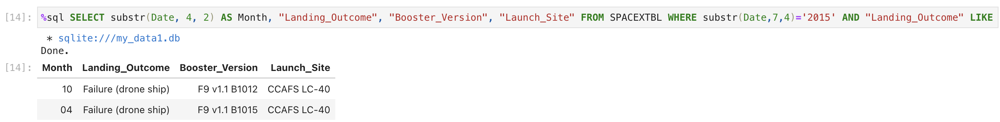 [14]: %sql SELECT substr(Date, 4, 2) AS Month, "Landing_Outcome", "Booster_Version", "Launch_Site" FROM SPACEXTBL WHERE substr(Date,7,4)='2015' AND "Landing_Outcome" LIKE
* sqlite:///my_data1.db
Done.
[14]: Month Landing_Outcome Booster_Version Launch_Site
10 Failure (drone ship) F9 v1.1 B1012 CCAFS LC-40
04 Failure (drone ship) F9 v1.1 B1015 CCAFS LC-40